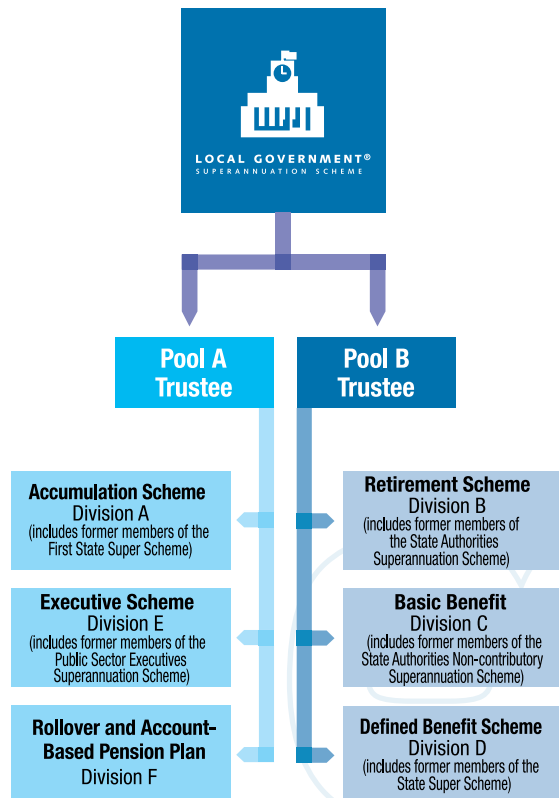 LOCAL GOVERNMENT®
SUPERANNUATION SCHEME
Pool A
Trustee
Pool B
Trustee
Accumulation Scheme
Division A
(includes former members of the
First State Super Scheme)
Executive Scheme
Division E
(includes former members of the
Public Sector Executives
Superannuation Scheme)
Rollover and Account-
Based Pension Plan
Division F
Retirement Scheme
Division B
(includes former members of
the State Authorities
Superannuation Scheme)
Basic Benefit
Division C
(includes former members of the
State Authorities Non-contributory
Superannuation Scheme)
Defined Benefit Scheme
Division D
(includes former members of the
State Super Scheme)